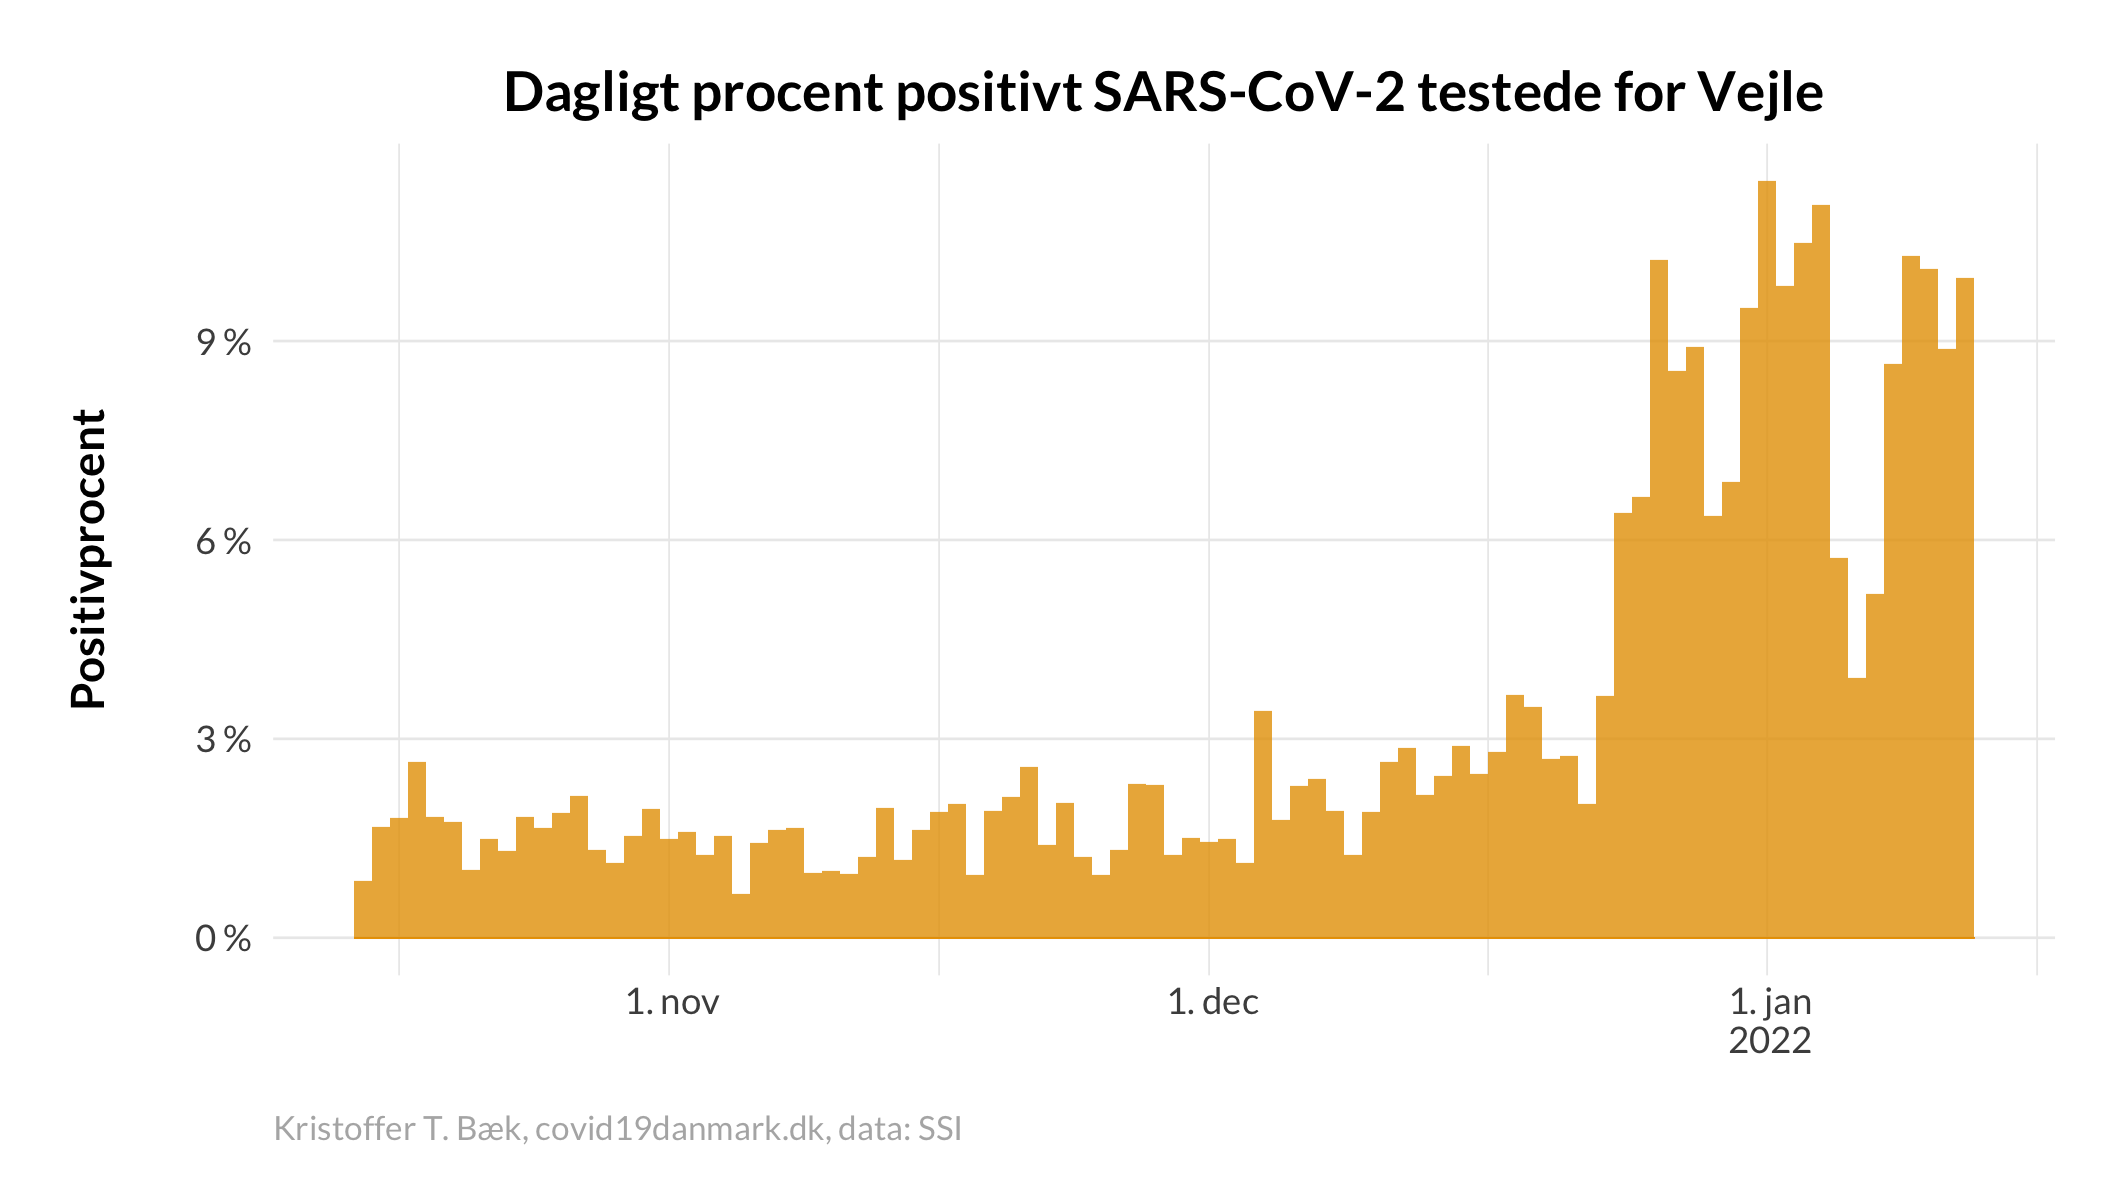 Dagligt procent positivt SARS-CoV-2 testede for Vejle
Positivprocent
9 %
6 %
3 %
0 %
1. nov
1. dec
1. jan
2022
Kristoffer T. Bæk, covid19danmark.dk, data: SSI